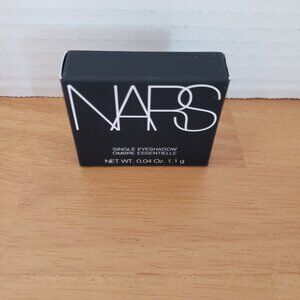 NARS
SINGLE EYESHADOW
OMBRE ESSENTIELLE
NET WT. 0.04 Oz. 1.1 g